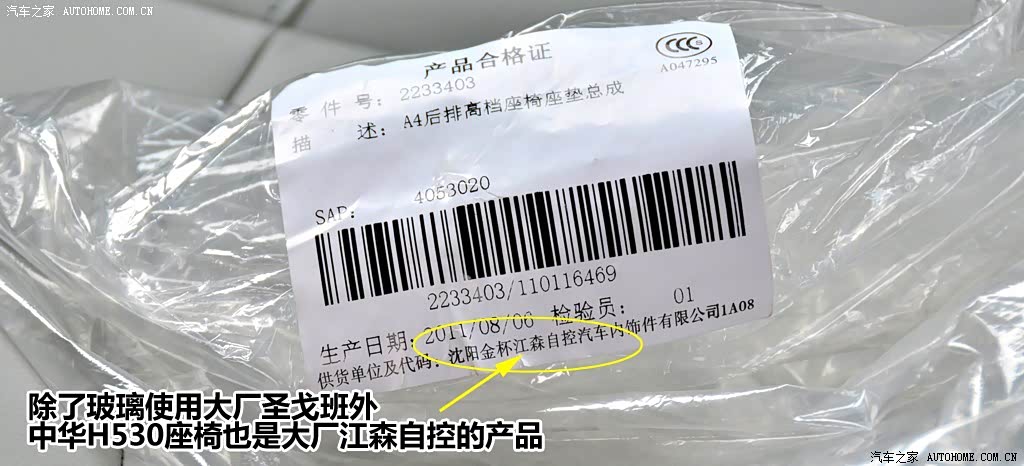 汽车之家 AUTOHOME.COM.CN
产品合格证
CCC S
A047295
零 件 号: 2233403
描 述: A4后排高档座椅座垫总成
SAP: 4053020
2233403/110116469
生产日期: 2011/08/06 检验员: 01
供货单位及代码: 沈阳金杯江森自控汽车内饰件有限公司1A08
除了玻璃使用大厂圣戈班外
中华H530座椅也是大厂江森自控的产品
汽车之家 AUTOHOME.COM.CN